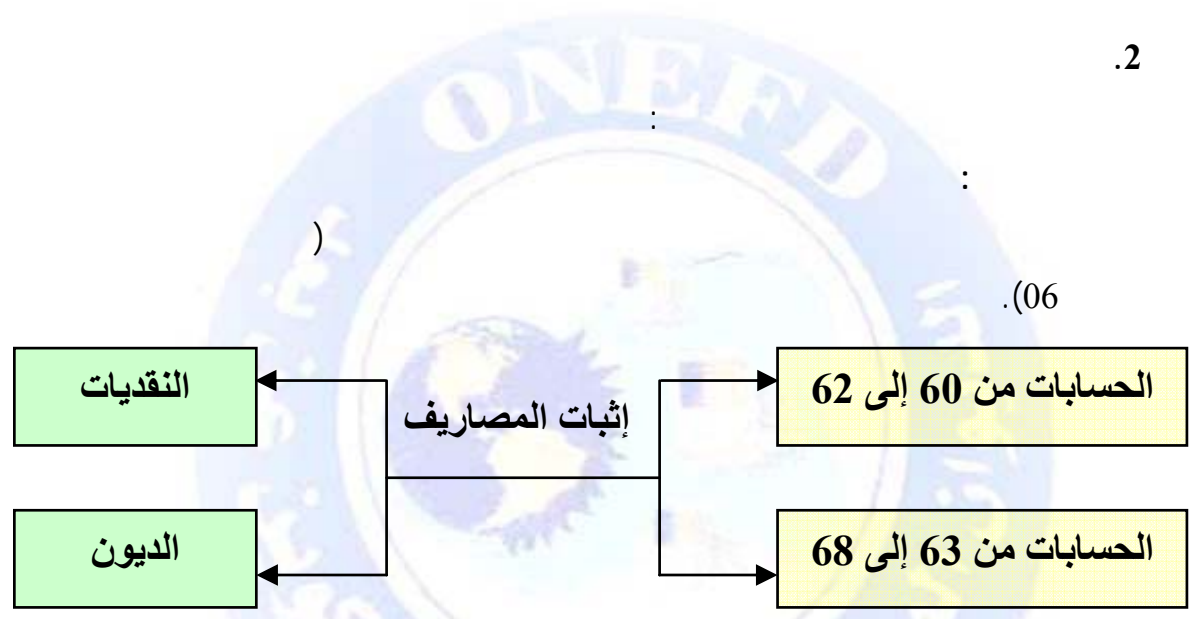 2.
:
:
(
06).
الحسابات من 60 إلى 62
إثبات المصاريف
النقديات
الحسابات من 63 إلى 68
الديون
ONEFD